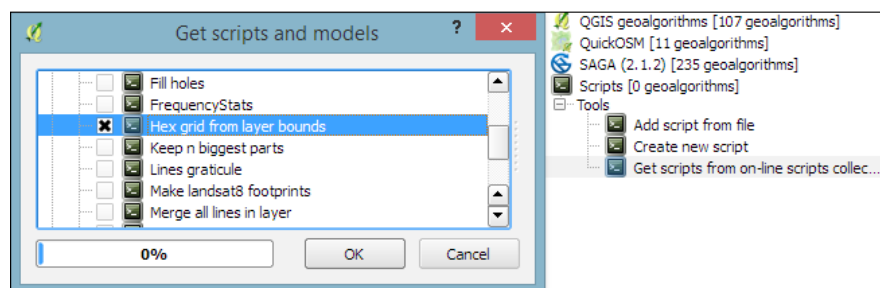 Get scripts and models
?
×
Fill holes
FrequencyStats
Hex grid from layer bounds
Keep n biggest parts
Lines graticule
Make landsat8 footprints
Merge all lines in layer
0%
OK
Cancel
QGIS geoalgorithms [107 geoalgorithms]
QuickOSM [11 geoalgorithms]
SAGA (2.1.2) [235 geoalgorithms]
Scripts [0 geoalgorithms]
Tools
Add script from file
Create new script
Get scripts from on-line scripts collec...